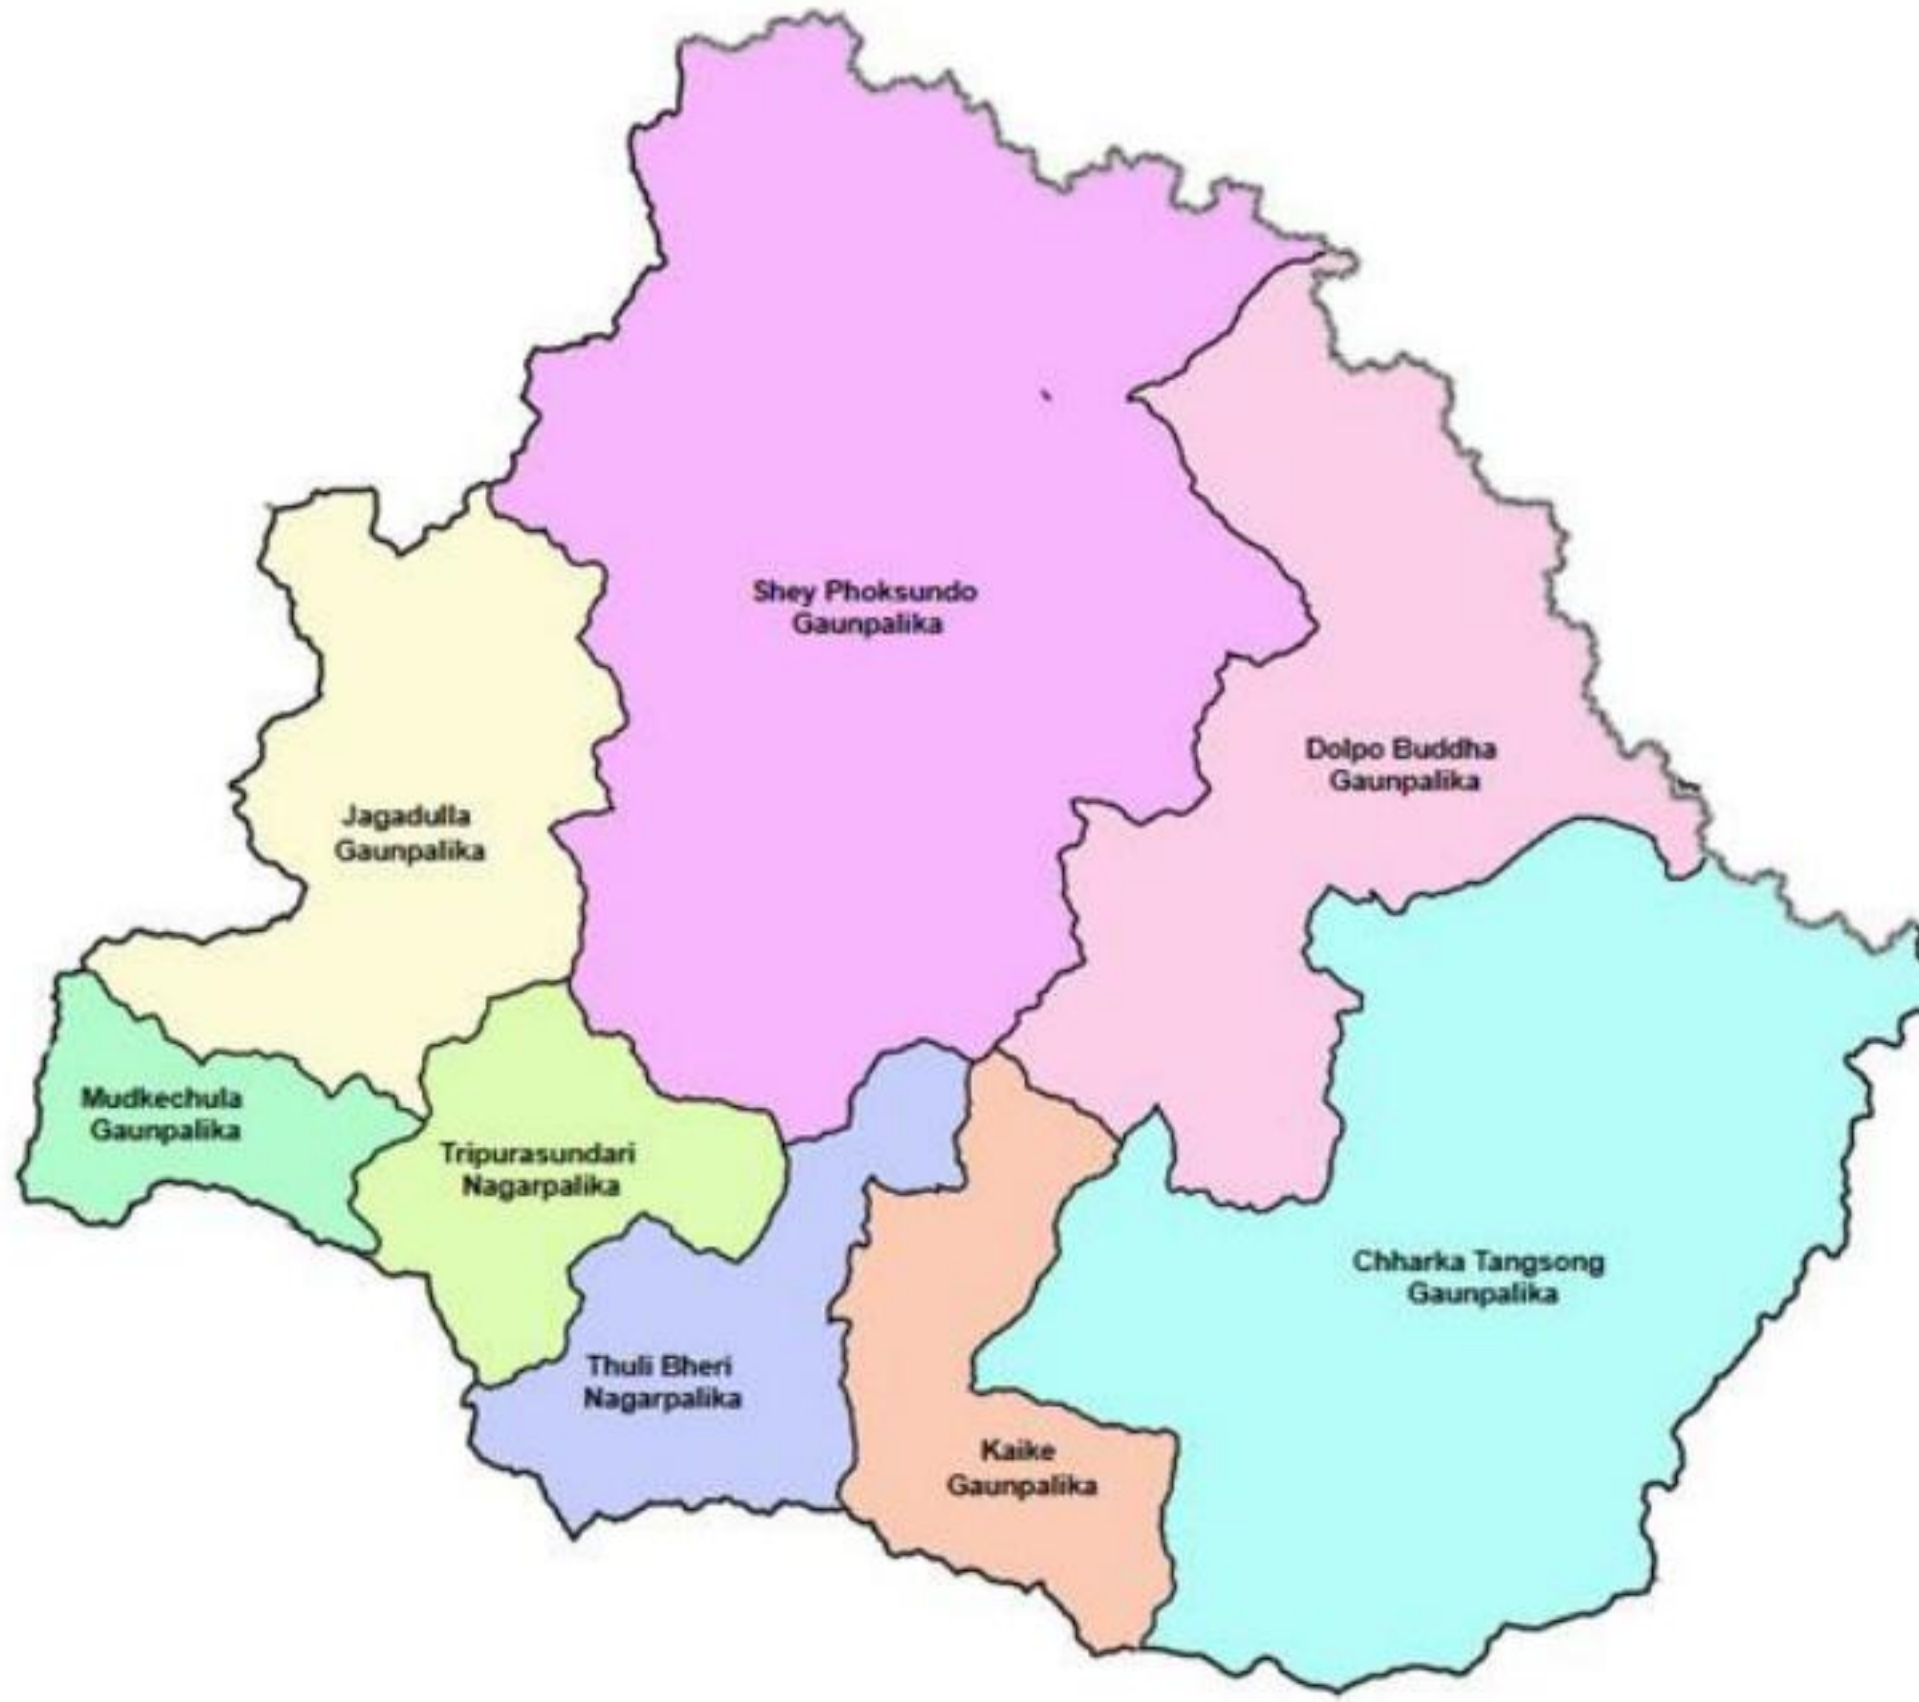 Shey Phoksundo
Gaunpalika
Dolpo Buddha
Gaunpalika
Jagadulla
Gaunpalika
Mudkechula
Gaunpalika
Tripurasundari
Nagarpalika
Chharka Tangsong
Gaunpalika
Thuli Bheri
Nagarpalika
Kaike
Gaunpalika